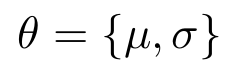 θ = {μ, σ}